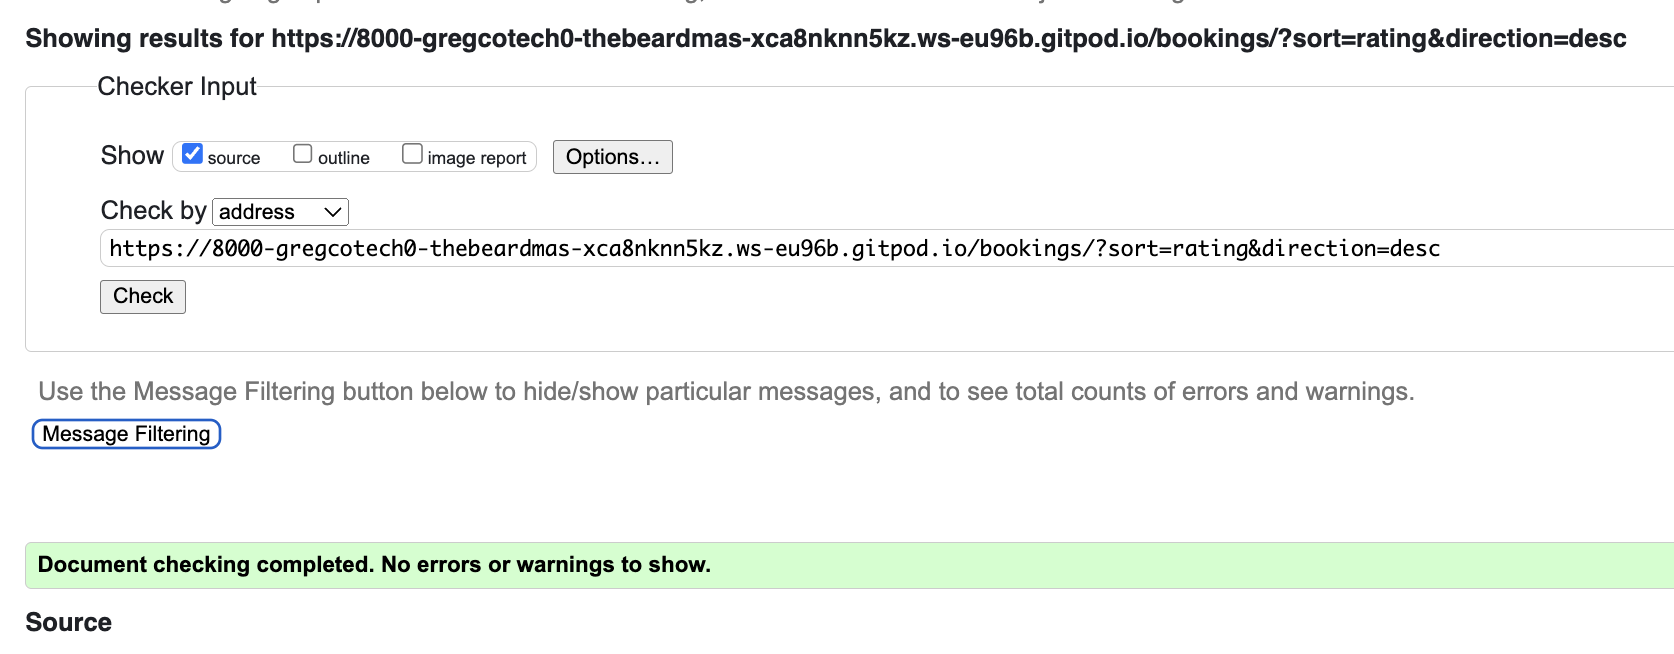 Showing results for https://8000-gregcotech0-thebeardmas-xca8nknn5kz.ws-eu96b.gitpod.io/bookings/?sort=rating&direction=desc
Checker Input
Show source outline image report Options...
Check by address
https://8000-gregcotech0-thebeardmas-xca8nknn5kz.ws-eu96b.gitpod.io/bookings/?sort=rating&direction=desc
Check
Use the Message Filtering button below to hide/show particular messages, and to see total counts of errors and warnings.
Message Filtering
Document checking completed. No errors or warnings to show.
Source